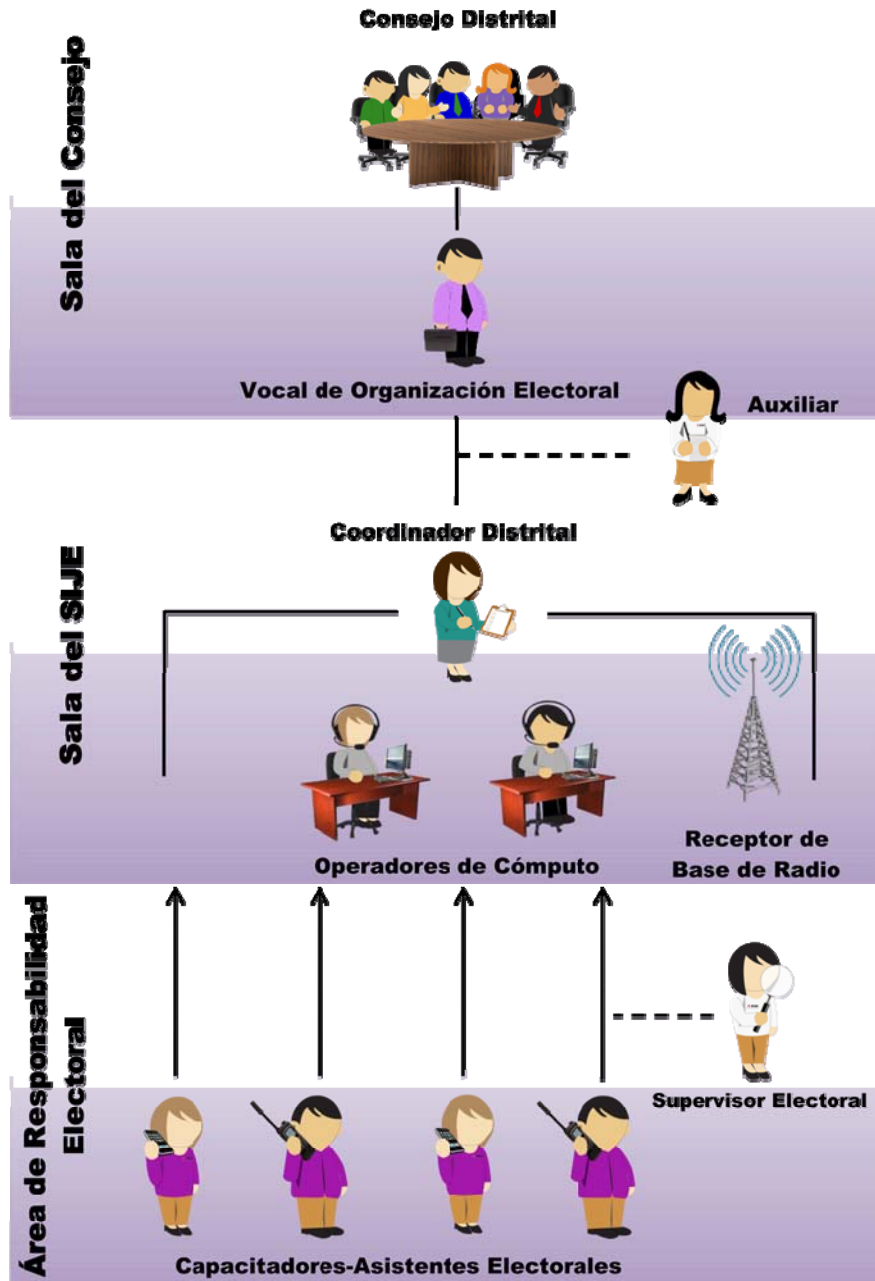 Consejo Distrital
Sala del Consejo
Vocal de Organización Electoral
Auxiliar
Coordinador Distrital
Sala del SIJE
Operadores de Cómputo
Receptor de
Base de Radio
Área de Responsabilidad
Electoral
Supervisor Electoral
Capacitadores-Asistentes Electorales